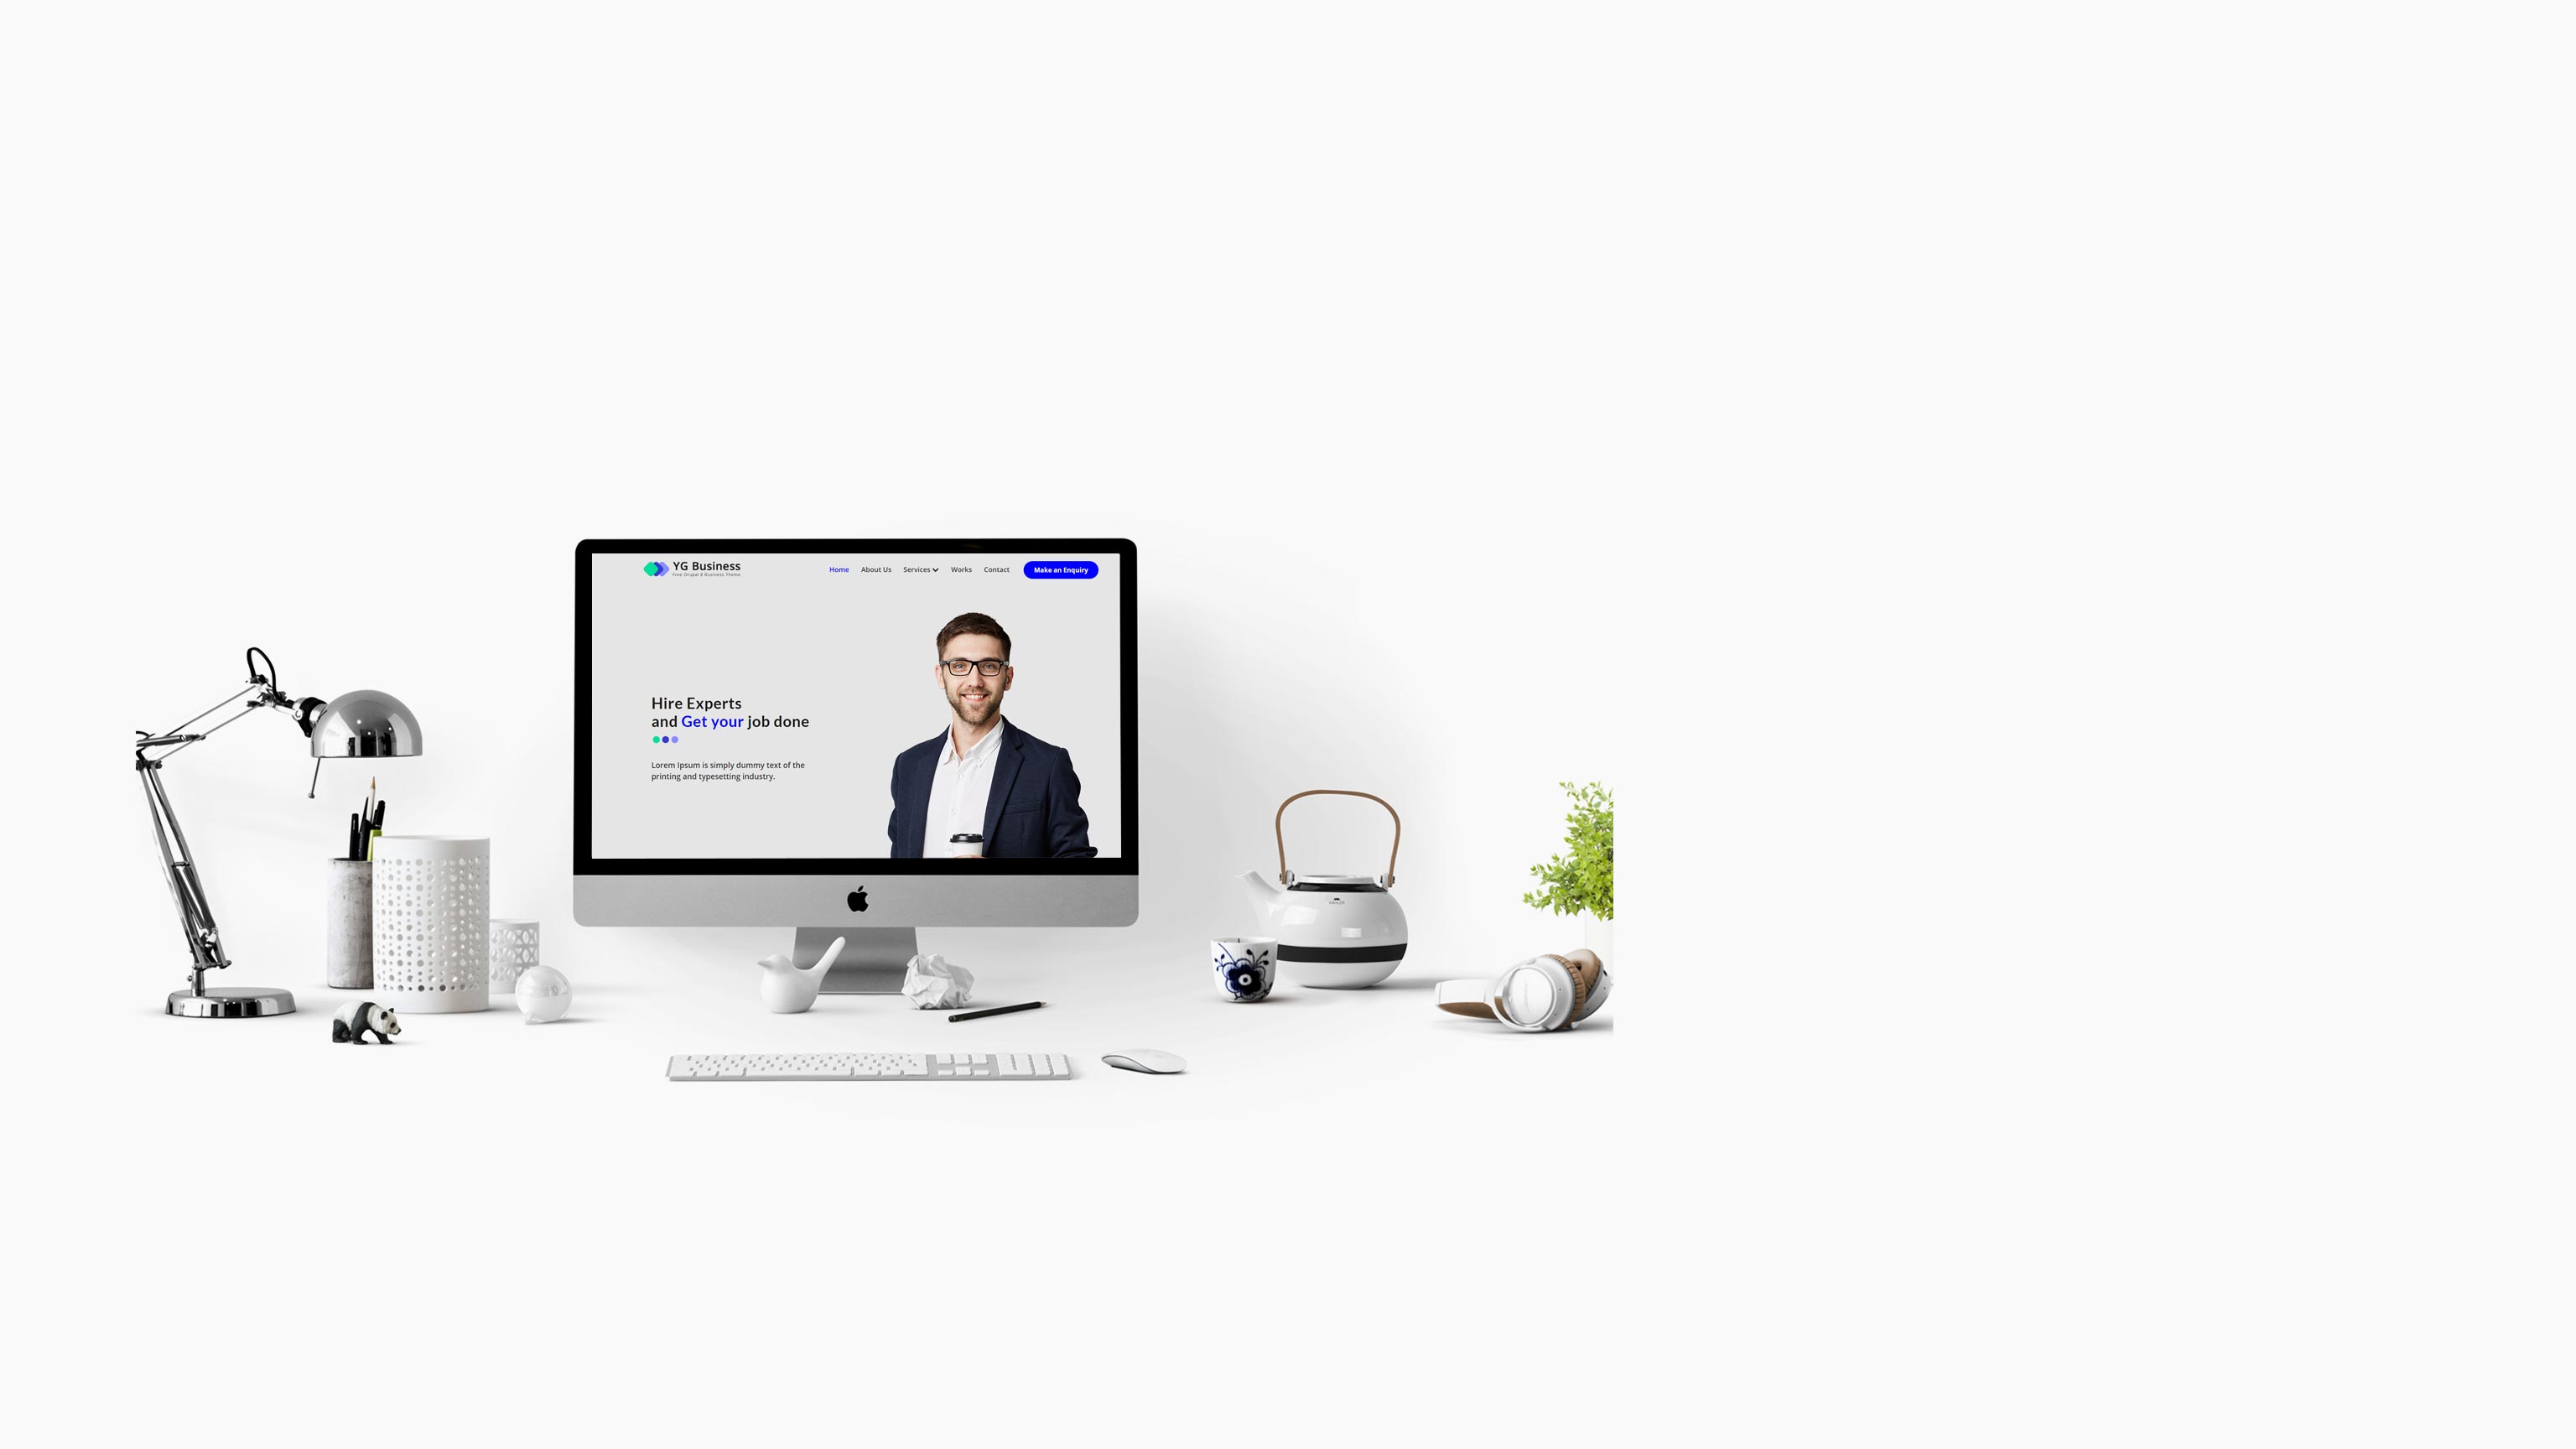 YG Business
Free Drupal 8 Business Theme
Home About Us Services Works Contact Make an Enquiry
Hire Experts
and Get your job done
Lorem Ipsum is simply dummy text of the
printing and typesetting industry.